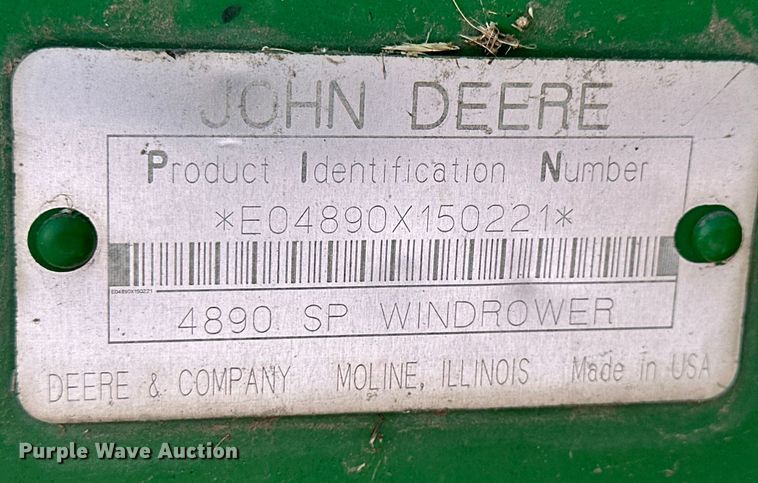 JOHN DEERE
Product Identification Number
*E04890X150221*
E04890X150221
4890 SP WINDROWER
DEERE & COMPANY MOLINE, ILLINOIS Made in USA
Purple Wave Auction